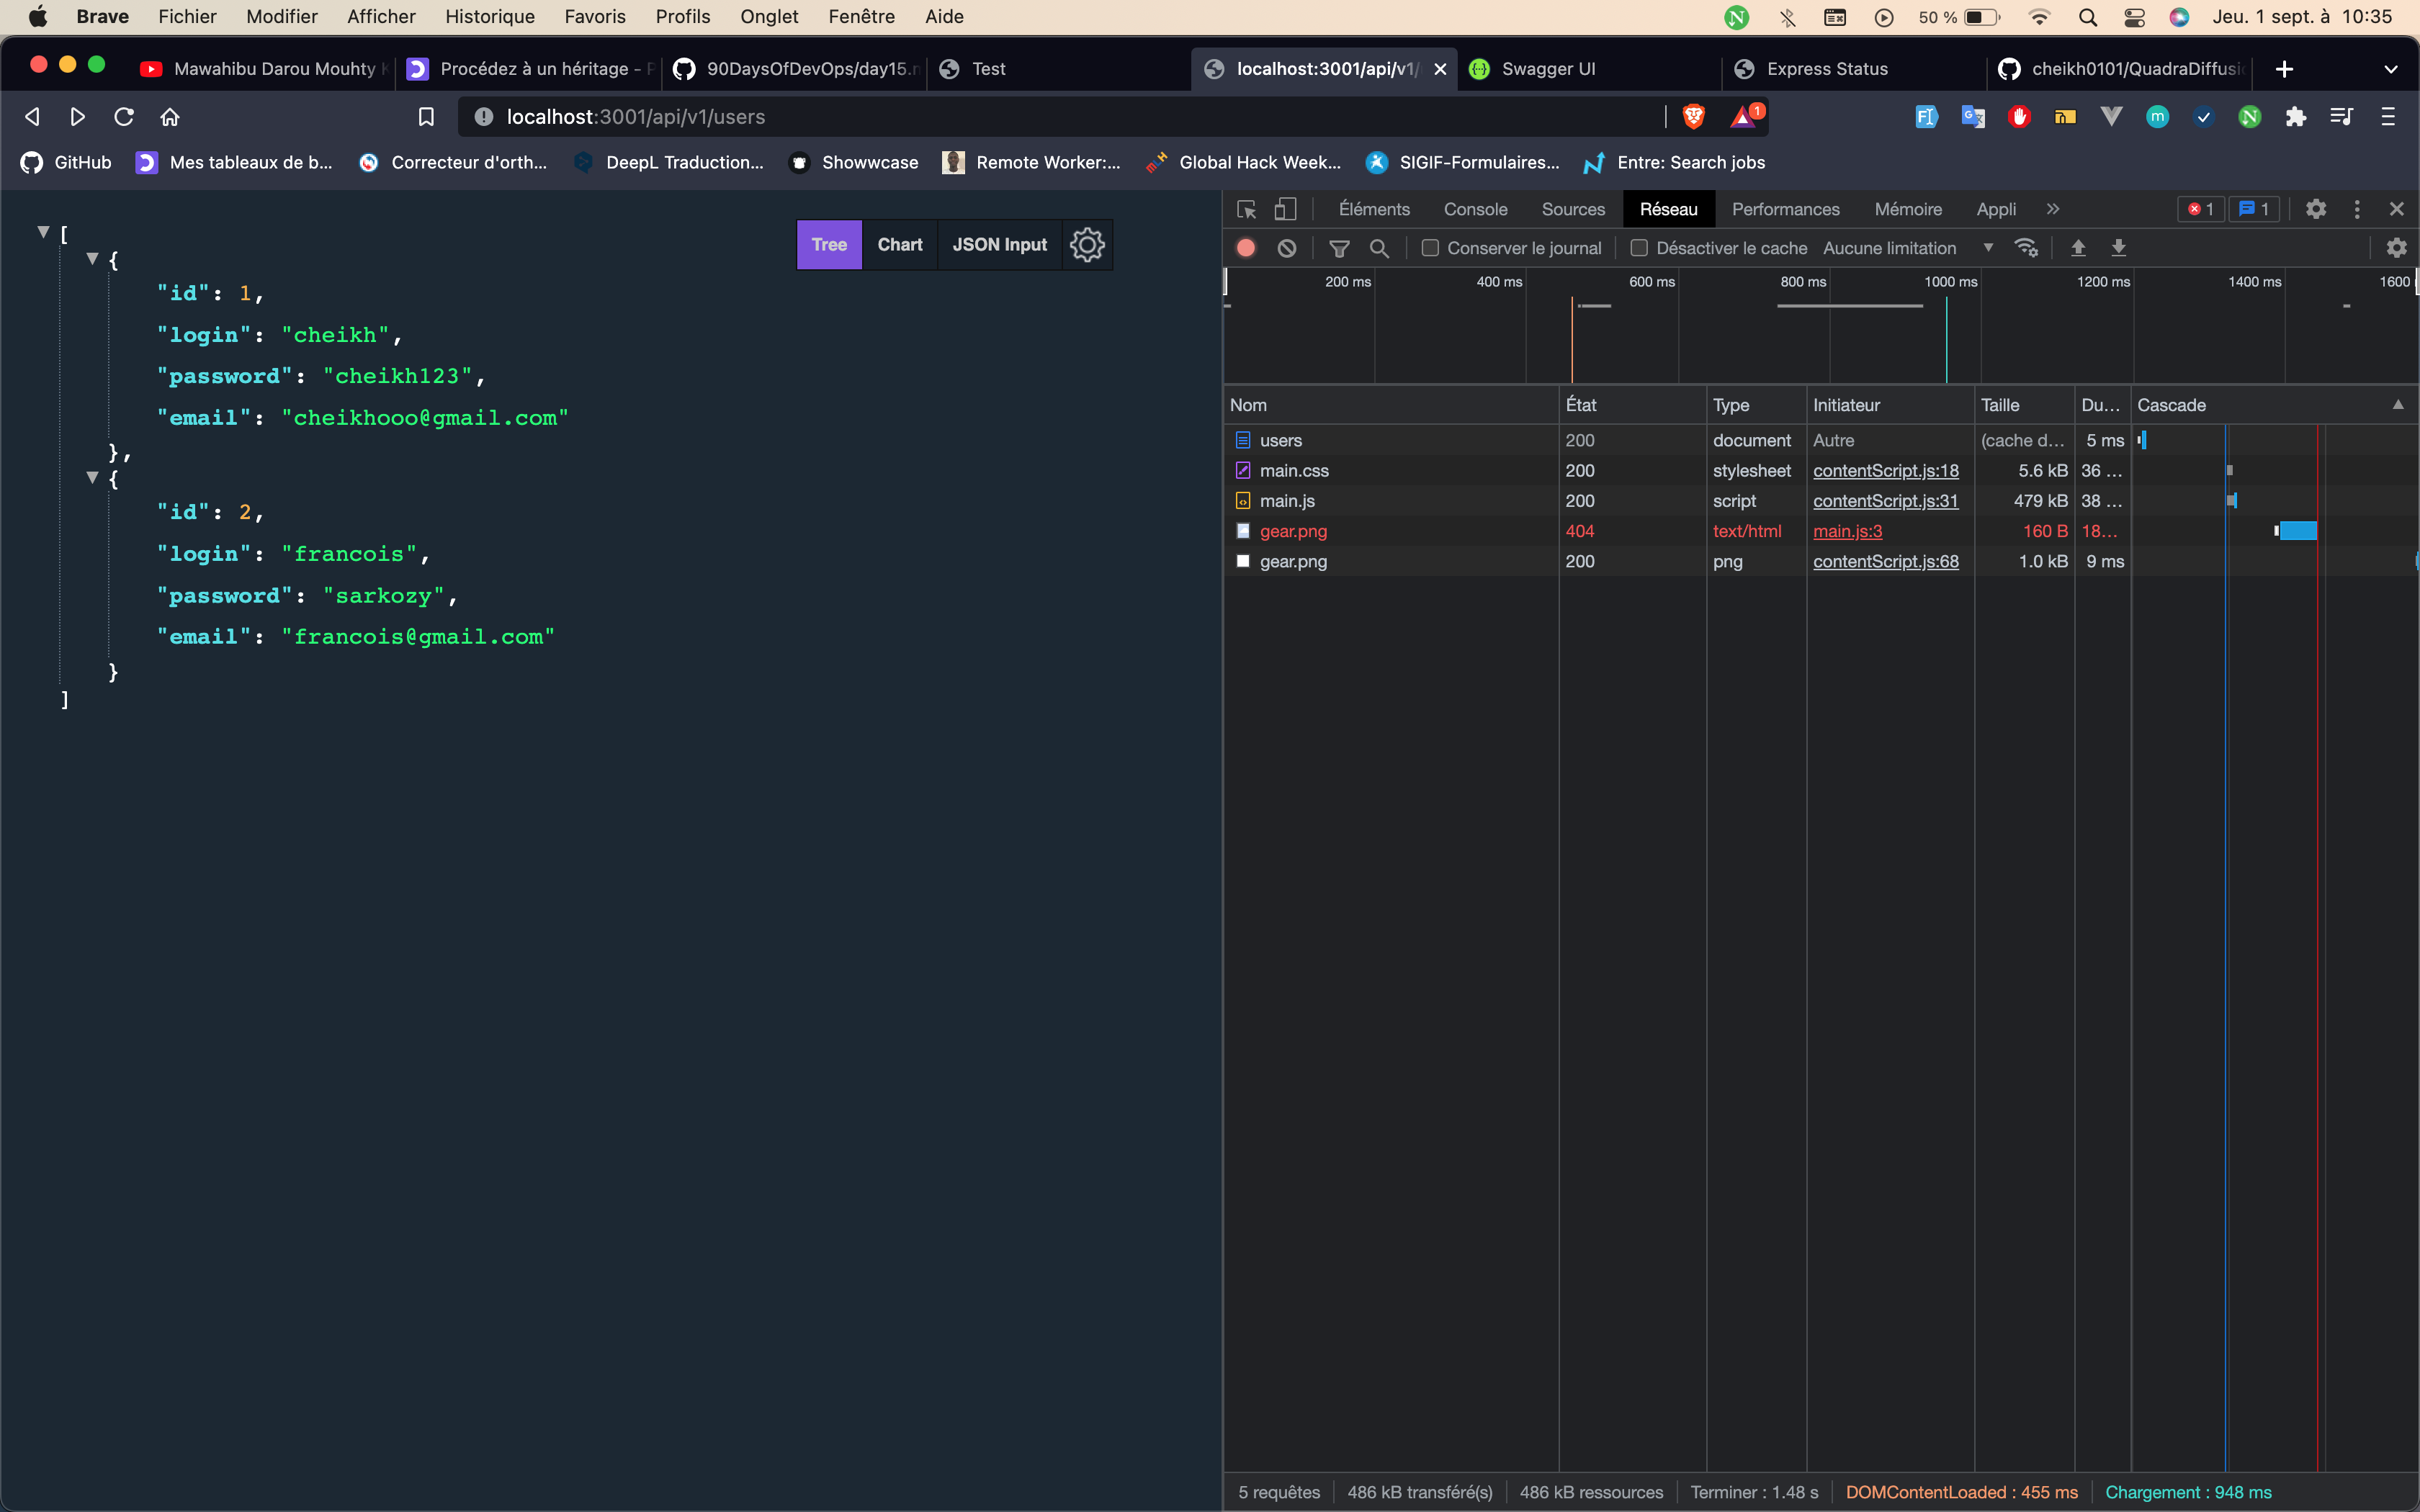 Brave Fichier Modifier Afficher Historique Favoris Profils Onglet Fenêtre Aide 50 % Jeu. 1 sept. à 10:35
Mawahibu Darou Mouhty Procédez à un héritage - 90DaysOfDevOps/day15. Test localhost:3001/api/v1/ Swagger UI Express Status cheikh0101/QuadraDiffusi
localhost:3001/api/v1/users 1
GitHub Mes tableaux de b... Correcteur d'orth... DeepL Traduction... Showwcase Remote Worker:... Global Hack Week... SIGIF-Formulaires... Entre: Search jobs
Tree Chart JSON Input
[
{
"id": 1,
"login": "cheikh",
"password": "cheikh123",
"email": "cheikhooo@gmail.com"
},
{
"id": 2,
"login": "francois",
"password": "sarkozy",
"email": "francois@gmail.com"
}
]
Éléments Console Sources Réseau Performances Mémoire Appli 1 1
Conserver le journal Désactiver le cache Aucune limitation
200 ms 400 ms 600 ms 800 ms 1000 ms 1200 ms 1400 ms 1600
Nom État Type Initiateur Taille Du... Cascade
users 200 document Autre (cache d... 5 ms
main.css 200 stylesheet contentScript.js:18 5.6 kB 36 ...
main.js 200 script contentScript.js:31 479 kB 38 ...
gear.png 404 text/html main.js:3 160 B 18...
gear.png 200 png contentScript.js:68 1.0 kB 9 ms
5 requêtes 486 kB transféré(s) 486 kB ressources Terminer : 1.48 s DOMContentLoaded : 455 ms Chargement : 948 ms